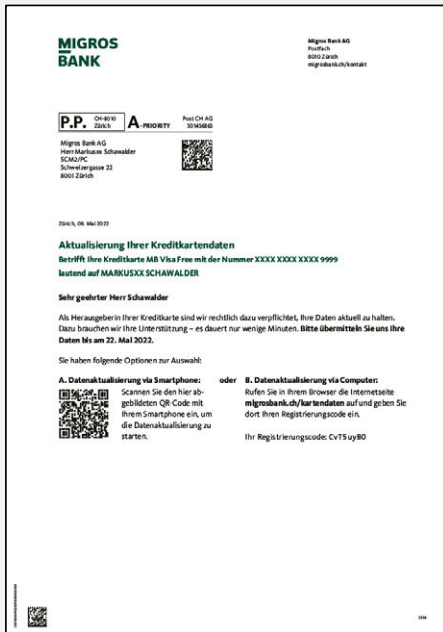 MIGROS
BANK
Migros Bank AG
Postfach
8010 Zürich
migrosbank.ch/kontakt
P.P. CH-8010 Zürich A-PRIORITY Post CH AG
Migros Bank AG
Herr Markusxx Schawalder
SCM2/PC
Schweizergasse 22
8001 Zürich
Zürich, 09. Mai 2022
Aktualisierung Ihrer Kreditkartendaten
Betrifft Ihre Kreditkarte MB Visa Free mit der Nummer XXXX XXXX XXXX 9999
lautend auf MARKUSXX SCHAWALDER
Sehr geehrter Herr Schawalder
Als Herausgeberin Ihrer Kreditkarte sind wir rechtlich dazu verpflichtet, Ihre Daten aktuell zu halten.
Dazu brauchen wir Ihre Unterstützung – es dauert nur wenige Minuten. Bitte übermitteln Sie uns Ihre
Daten bis am 22. Mai 2022.
Sie haben folgende Optionen zur Auswahl:
A. Datenaktualisierung via Smartphone:
Scannen Sie den hier ab-
gebildeten QR-Code mit
Ihrem Smartphone ein, um
die Datenaktualisierung zu
starten.
oder
B. Datenaktualisierung via Computer:
Rufen Sie in Ihrem Browser die Internetseite
migrosbank.ch/kartendaten auf und geben Sie
dort Ihren Registrierungscode ein.
Ihr Registrierungscode: CvT5uyB0